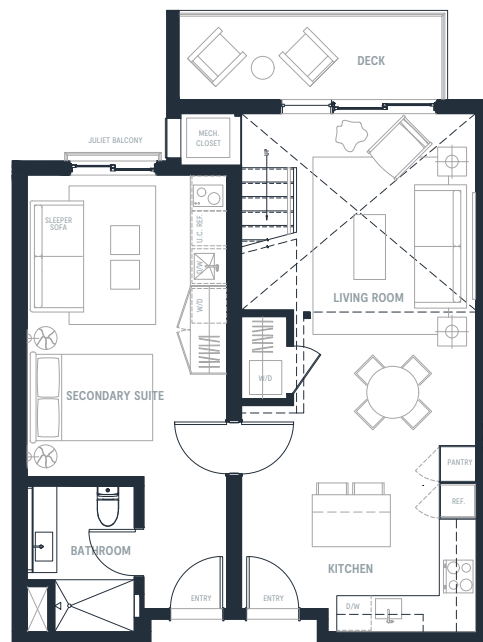 DECK
JULIET BALCONY
MECH.
CLOSET
SLEEPER
SOFA
U.C. REF.
D/W
W/D
LIVING ROOM
W/D
SECONDARY SUITE
PANTRY
REF.
BATHROOM
KITCHEN
ENTRY
ENTRY
D/W